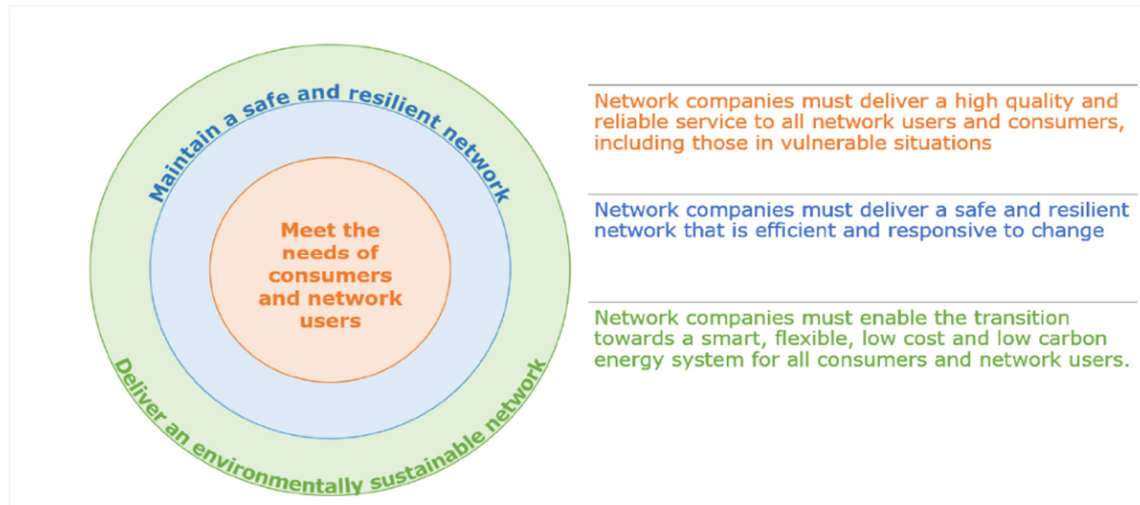 Maintain a safe and resilient network
Meet the
needs of
consumers
and network
users
Deliver an environmentally sustainable network
Network companies must deliver a high quality and
reliable service to all network users and consumers,
including those in vulnerable situations
Network companies must deliver a safe and resilient
network that is efficient and responsive to change
Network companies must enable the transition
towards a smart, flexible, low cost and low carbon
energy system for all consumers and network users.